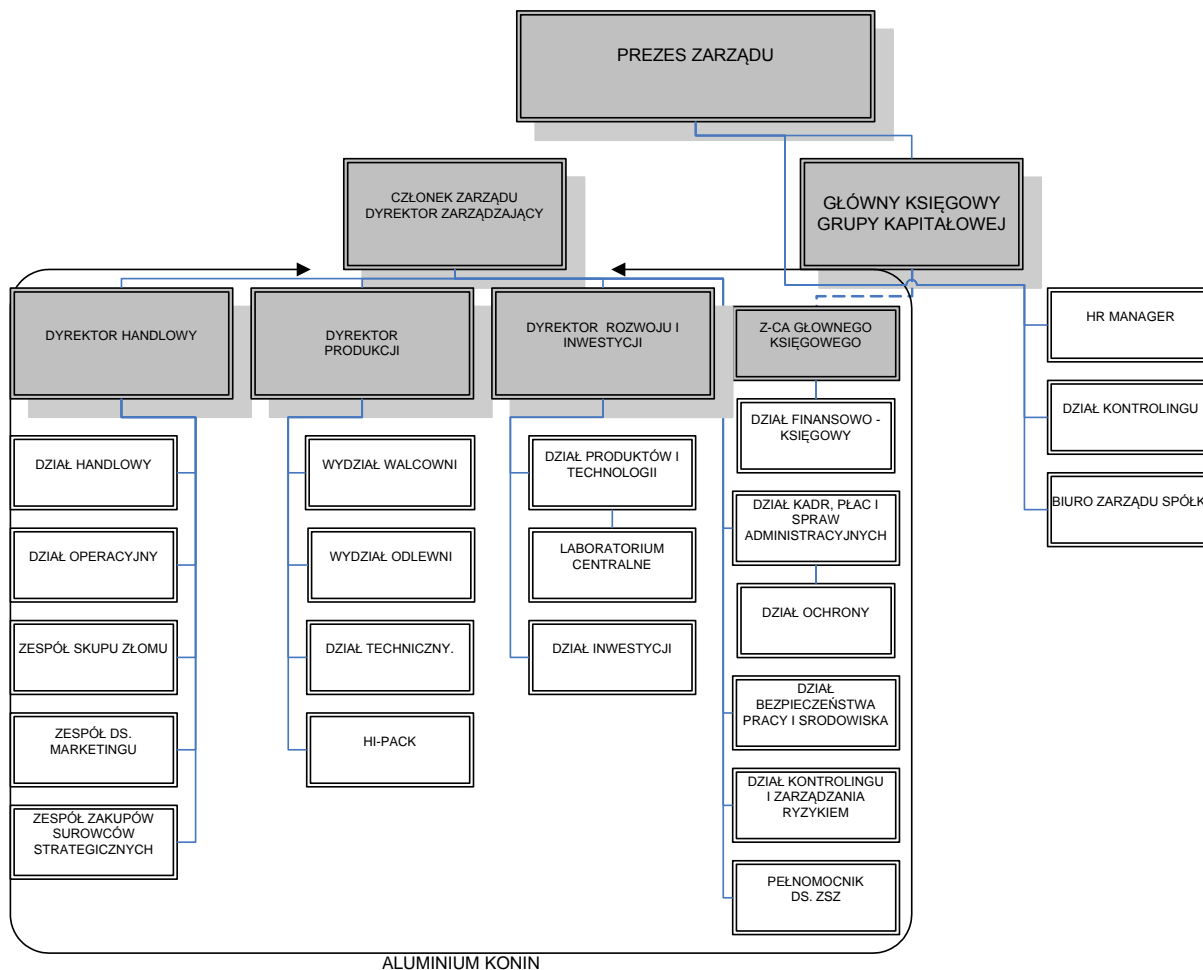 PREZES ZARZĄDU
CZŁONEK ZARZĄDU
DYREKTOR ZARZĄDZAJĄCY
GŁÓWNY KSIĘGOWY
GRUPY KAPITAŁOWEJ
DYREKTOR HANDLOWY
DYREKTOR
PRODUKCJI
DYREKTOR ROZWOJU I
INWESTYCJI
Z-CA GŁOWNEGO
KSIĘGOWEGO
HR MANAGER
DZIAŁ KONTROLINGU
BIURO ZARZĄDU SPÓŁK
DZIAŁ HANDLOWY
DZIAŁ OPERACYJNY
ZESPÓŁ SKUPU ZŁOMU
ZESPÓŁ DS.
MARKETINGU
ZESPÓŁ ZAKUPÓW
SUROWCÓW
STRATEGICZNYCH
WYDZIAŁ WALCOWNI
WYDZIAŁ ODLEWNI
DZIAŁ TECHNICZNY.
HI-PACK
DZIAŁ PRODUKTÓW I
TECHNOLOGII
LABORATORIUM
CENTRALNE
DZIAŁ INWESTYCJI
DZIAŁ FINANSOWO -
KSIĘGOWY
DZIAŁ KADR, PŁAC I
SPRAW
ADMINISTRACYJNYCH
DZIAŁ OCHRONY
DZIAŁ
BEZPIECZEŃSTWA
PRACY I SRODOWISKA
DZIAŁ KONTROLINGU
I ZARZĄDZANIA
RYZYKIEM
PEŁNOMOCNIK
DS. ZSZ
ALUMINIUM KONIN